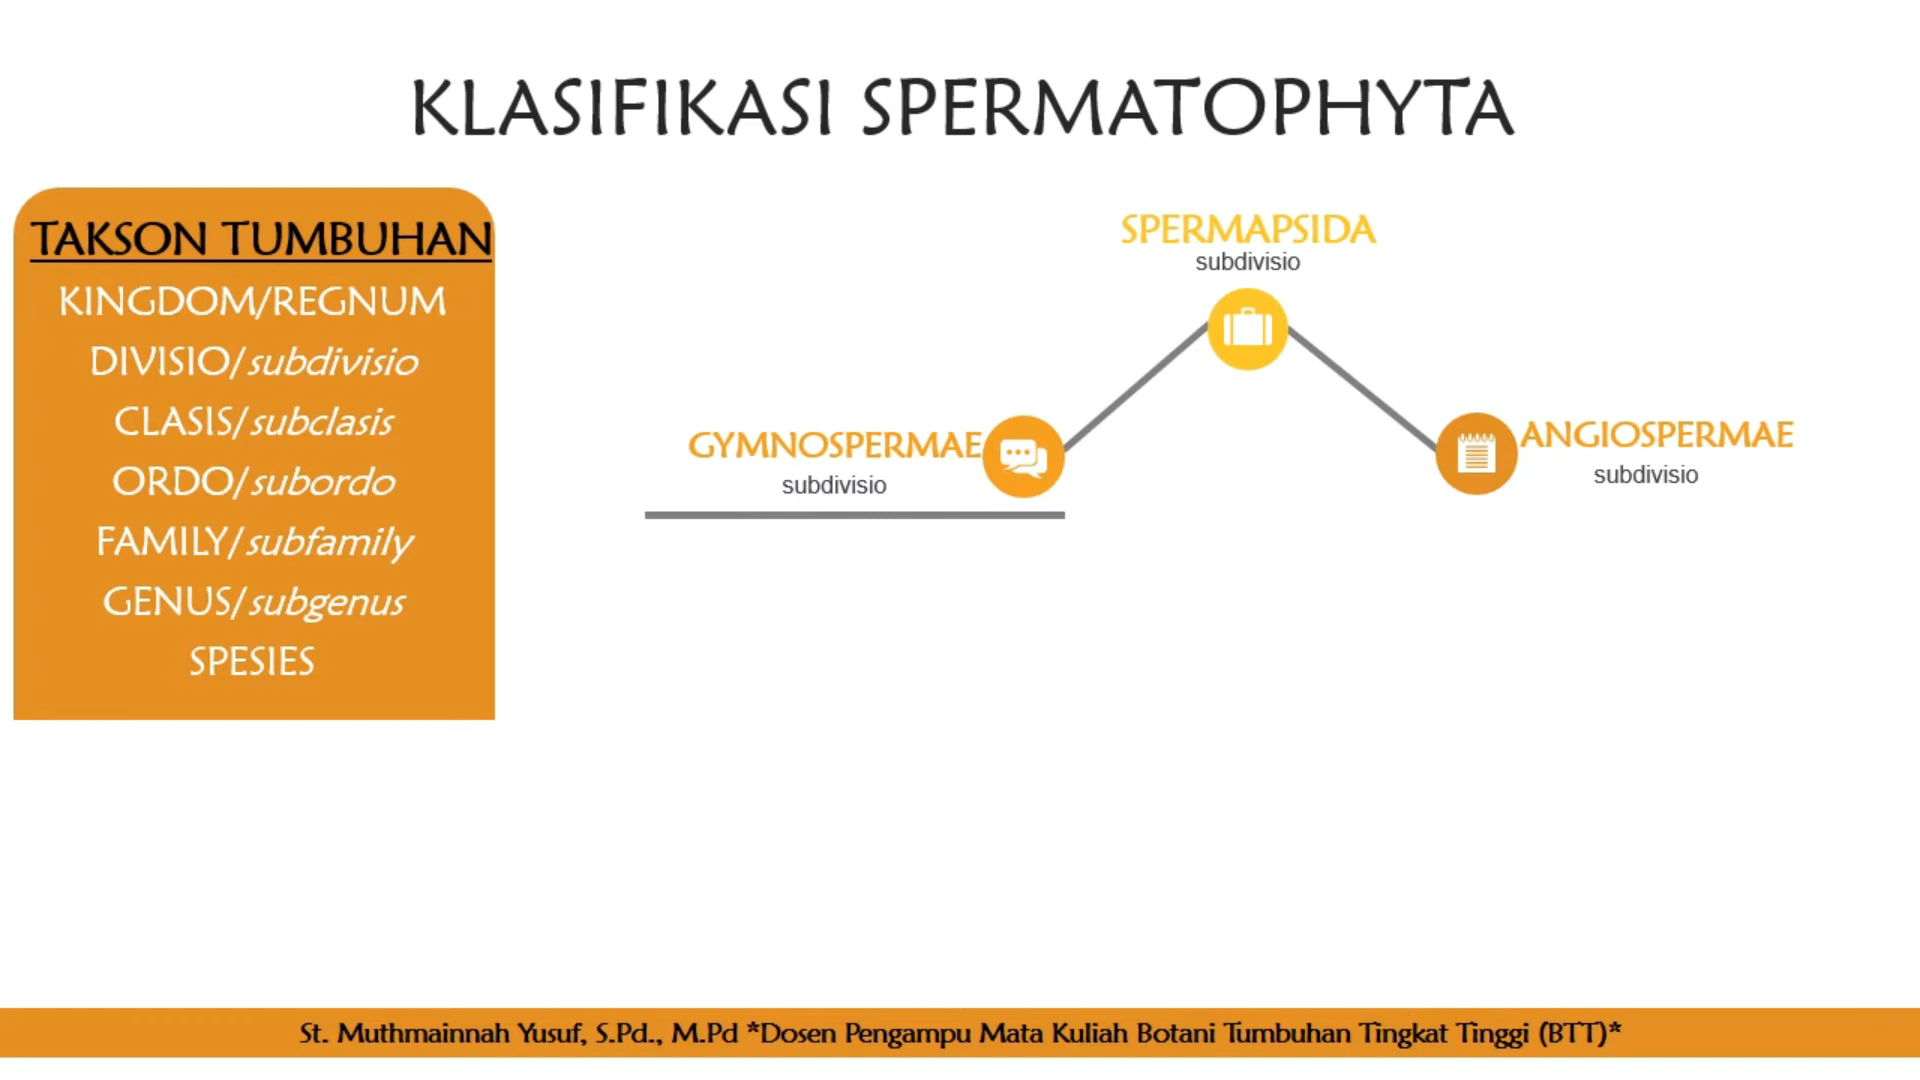 KLASIFIKASI SPERMATOPHYTA
TAKSON TUMBUHAN
KINGDOM/REGNUM
DIVISIO/subdivisio
CLASIS/subclasis
ORDO/subordo
FAMILY/subfamily
GENUS/subgenus
SPESIES
SPERMAPSIDA
subdivisio
GYMNOSPERMAE
subdivisio
ANGIOSPERMAE
subdivisio
St. Muthmainnah Yusuf, S.Pd., M.Pd *Dosen Pengampu Mata Kuliah Botani Tumbuhan Tingkat Tinggi (BTT)*